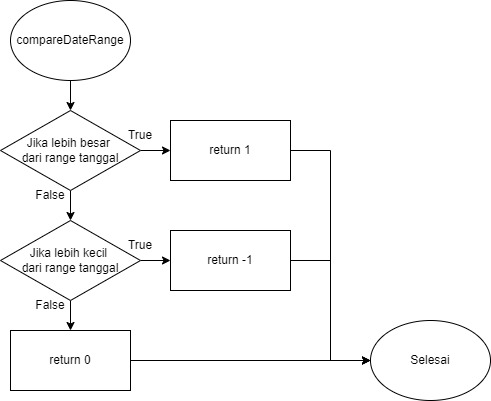 compareDateRange
Jika lebih besar
dari range tanggal
True
return 1
False
Jika lebih kecil
dari range tanggal
True
return -1
False
return 0
Selesai